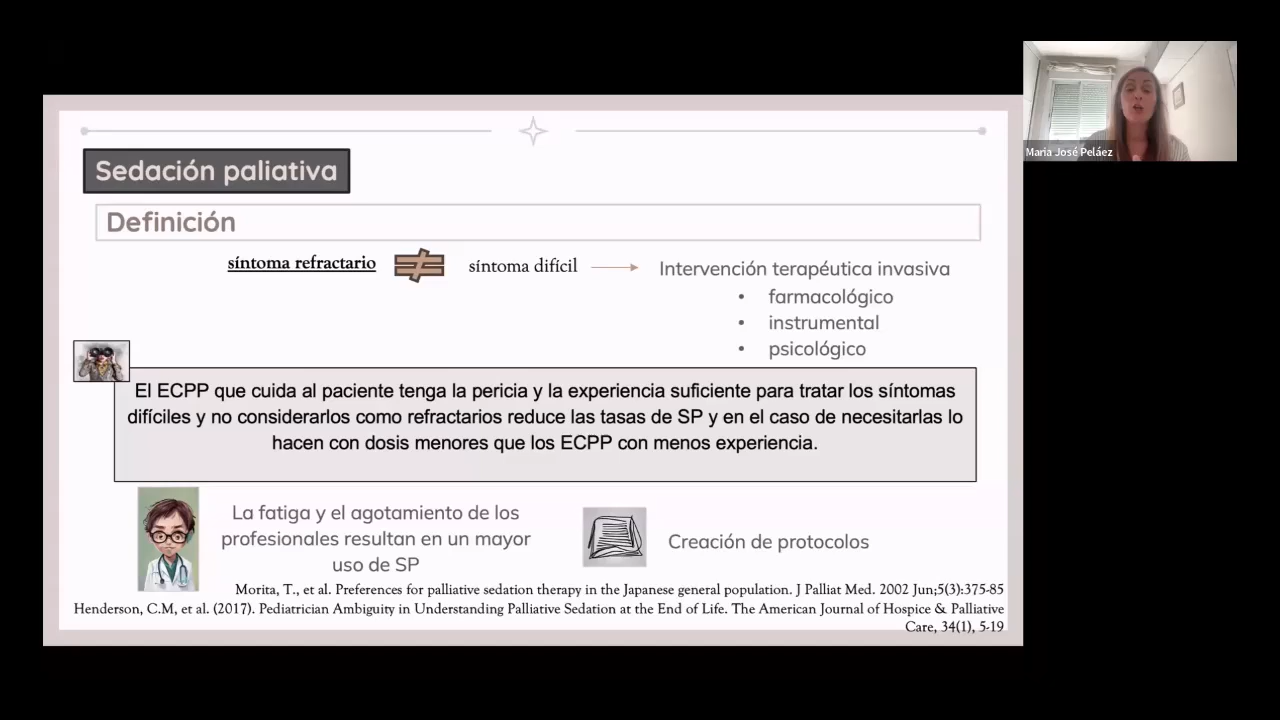 Maria José Peláez
Sedación paliativa
Definición
síntoma refractario
síntoma difícil
Intervención terapéutica invasiva
• farmacológico
• instrumental
• psicológico
El ECPP que cuida al paciente tenga la pericia y la experiencia suficiente para tratar los síntomas
difíciles y no considerarlos como refractarios reduce las tasas de SP y en el caso de necesitarlas lo
hacen con dosis menores que los ECPP con menos experiencia.
La fatiga y el agotamiento de los
profesionales resultan en un mayor
uso de SP
Creación de protocolos
Morita, T., et al. Preferences for palliative sedation therapy in the Japanese general population. J Palliat Med. 2002 Jun;5(3):375-85
Henderson, C.M, et al. (2017). Pediatrician Ambiguity in Understanding Palliative Sedation at the End of Life. The American Journal of Hospice & Palliative
Care, 34(1), 5-19